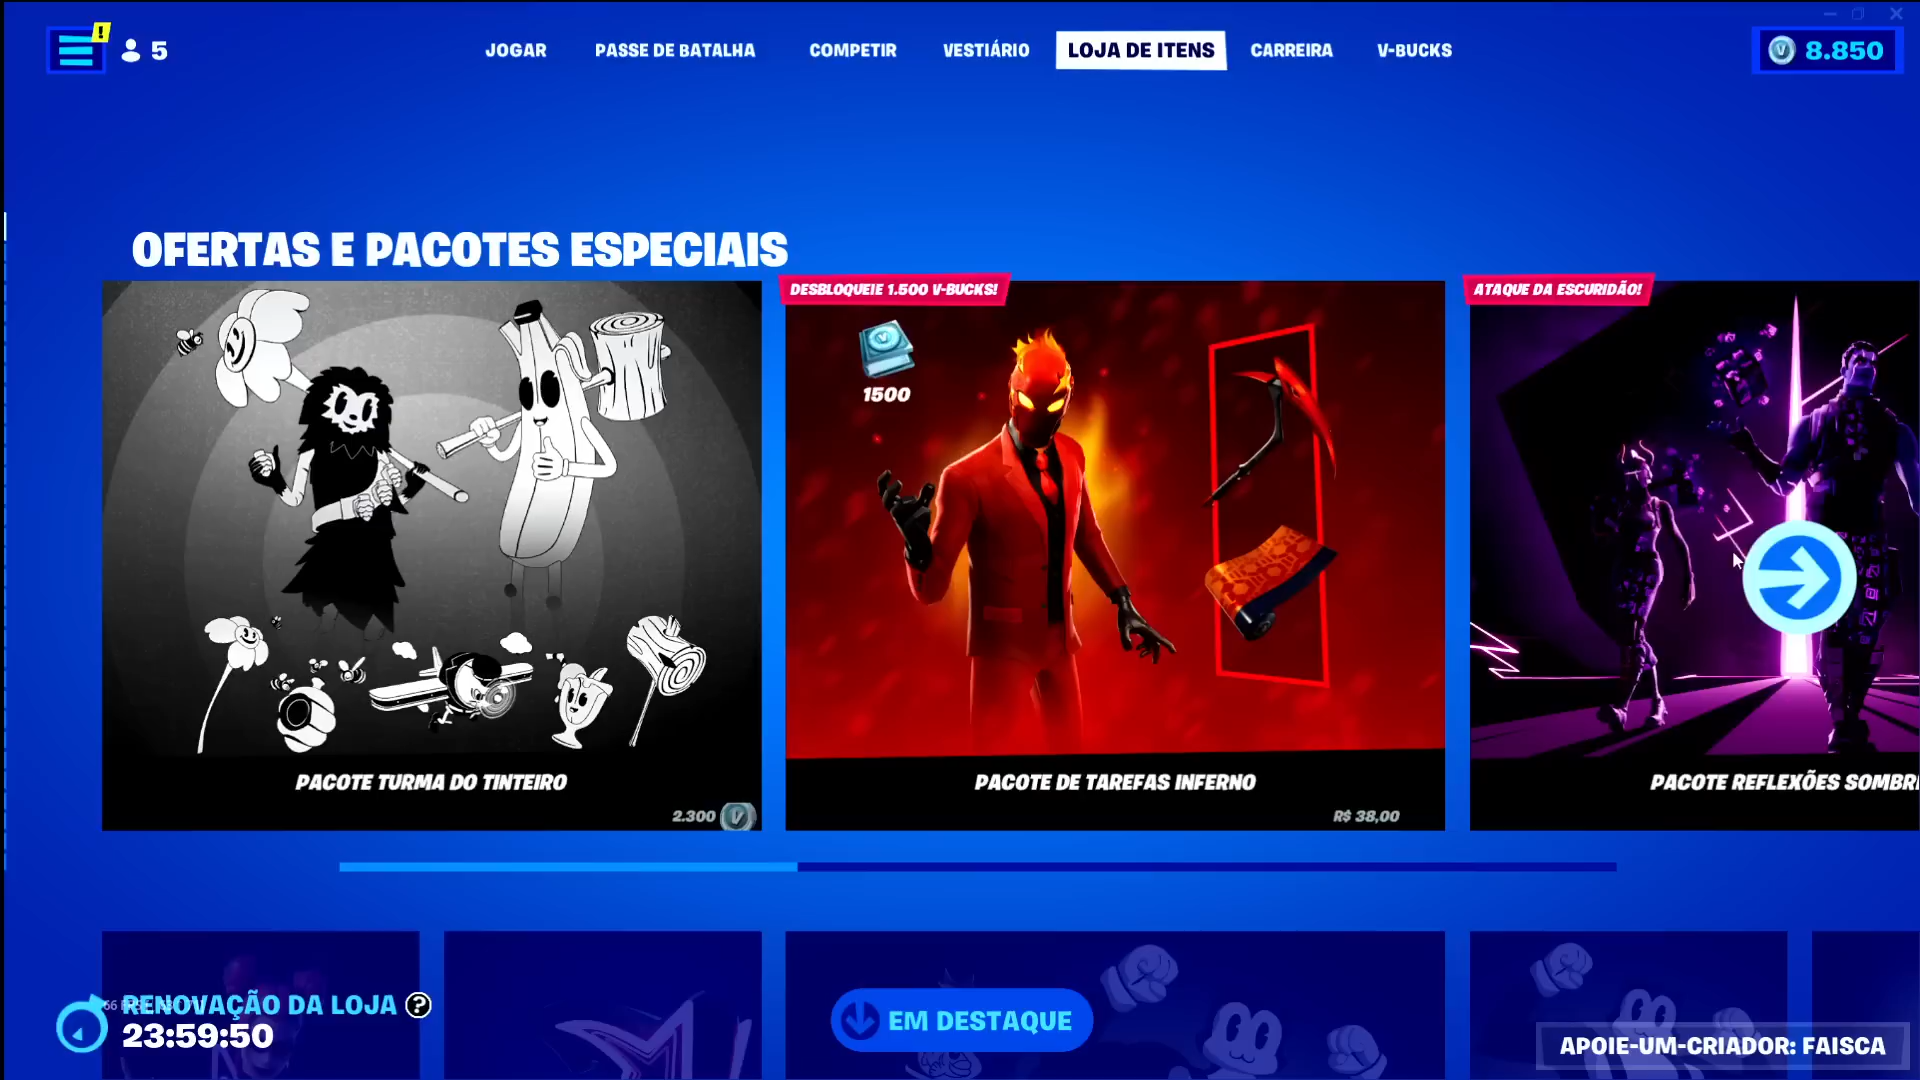 !
5
JOGAR
PASSE DE BATALHA
COMPETIR
VESTIÁRIO
LOJA DE ITENS
CARREIRA
V-BUCKS
8.850
OFERTAS E PACOTES ESPECIAIS
DESBLOQUEIE 1.500 V-BUCKS!
ATAQUE DA ESCURIDÃO!
1500
PACOTE TURMA DO TINTEIRO
2.300
PACOTE DE TAREFAS INFERNO
R$ 38,00
PACOTE REFLEXÕES SOMBRI
RENOVAÇÃO DA LOJA ?
23:59:50
EM DESTAQUE
APOIE-UM-CRIADOR: FAISCA